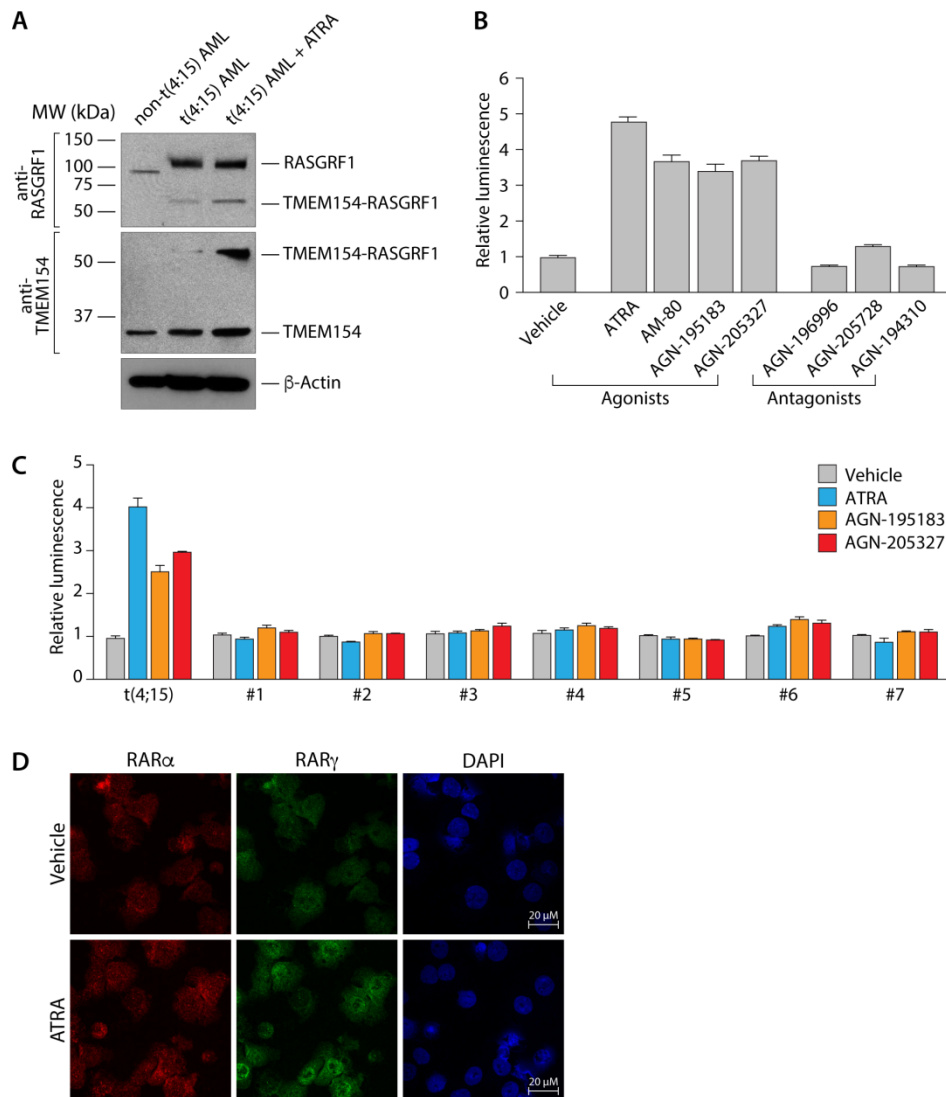 A
non-t(4:15) AML
t(4:15) AML
t(4:15) AML + ATRA
MW (kDa)
anti-
RASGRF1
150
100
75
50
RASGRF1
TMEM154-RASGRF1
anti-
TMEM154
50
37
TMEM154-RASGRF1
TMEM154
β-Actin
B
Relative luminescence
6
5
4
3
2
1
0
Vehicle
ATRA
AM-80
AGN-195183
AGN-205327
AGN-196996
AGN-205728
AGN-194310
Agonists
Antagonists
C
Relative luminescence
5
4
3
2
1
0
Vehicle
ATRA
AGN-195183
AGN-205327
t(4;15)
#1
#2
#3
#4
#5
#6
#7
D
RARα
RARγ
DAPI
Vehicle
20 µM
ATRA
20 µM